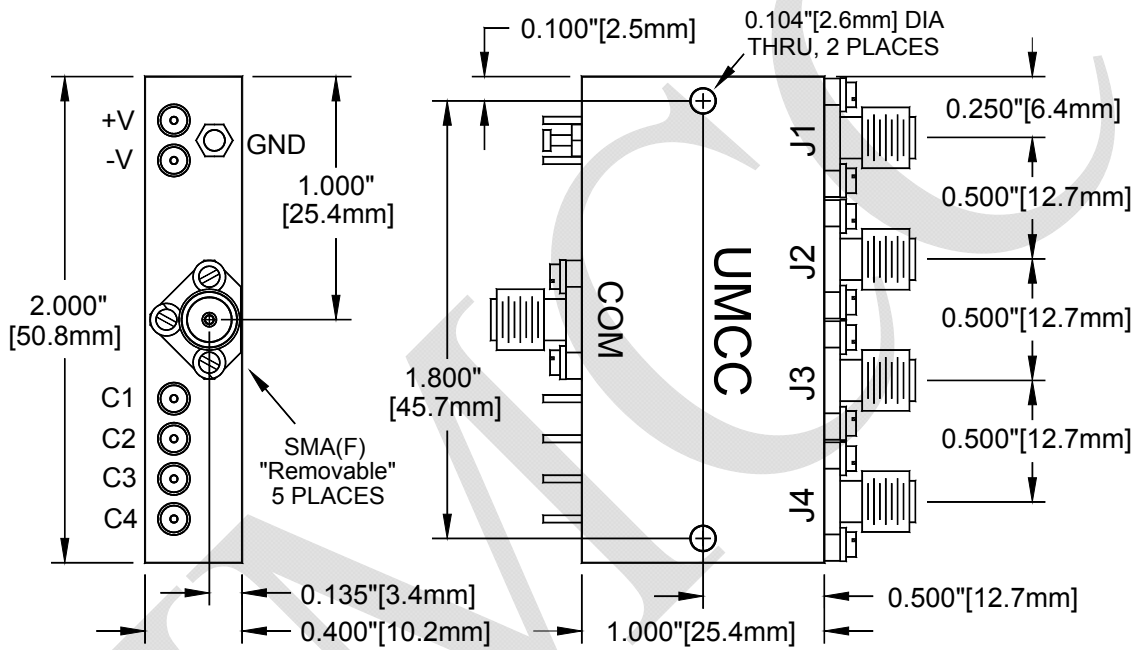 0.100"[2.5mm]
0.104"[2.6mm] DIA
THRU, 2 PLACES
+V
-V
GND
1.000"
[25.4mm]
2.000"
[50.8mm]
C1
C2
C3
C4
SMA(F)
"Removable"
5 PLACES
0.135"[3.4mm]
0.400"[10.2mm]
COM
UMCC
1.800"
[45.7mm]
J1
J2
J3
J4
0.250"[6.4mm]
0.500"[12.7mm]
0.500"[12.7mm]
0.500"[12.7mm]
0.500"[12.7mm]
1.000"[25.4mm]
UMCC